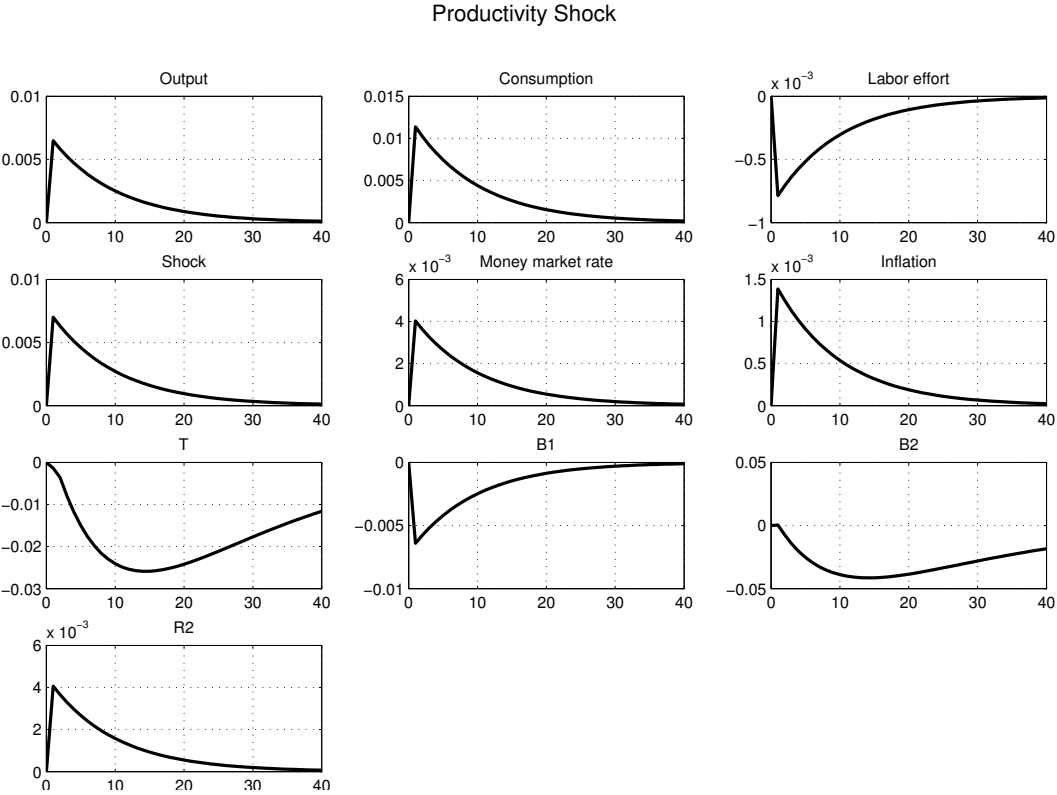 Productivity Shock
Output
0.01
0.005
0
0 10 20 30 40
Consumption
0.015
0.01
0.005
0
0 10 20 30 40
x 10⁻³ Labor effort
0
−0.5
−1
0 10 20 30 40
Shock
0.01
0.005
0
0 10 20 30 40
x 10⁻³ Money market rate
6
4
2
0
0 10 20 30 40
x 10⁻³ Inflation
1.5
1
0.5
0
0 10 20 30 40
T
0
−0.01
−0.02
−0.03
0 10 20 30 40
B1
0
−0.005
−0.01
0 10 20 30 40
B2
0.05
0
−0.05
0 10 20 30 40
x 10⁻³ R2
6
4
2
0
0 10 20 30 40